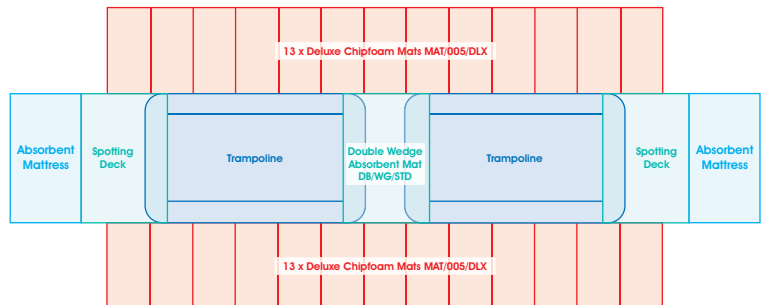 13 x Deluxe Chipfoam Mats MAT/005/DLX
Absorbent
Mattress
Spotting
Deck
Trampoline
Double Wedge
Absorbent Mat
DB/WG/STD
Trampoline
Spotting
Deck
Absorbent
Mattress
13 x Deluxe Chipfoam Mats MAT/005/DLX